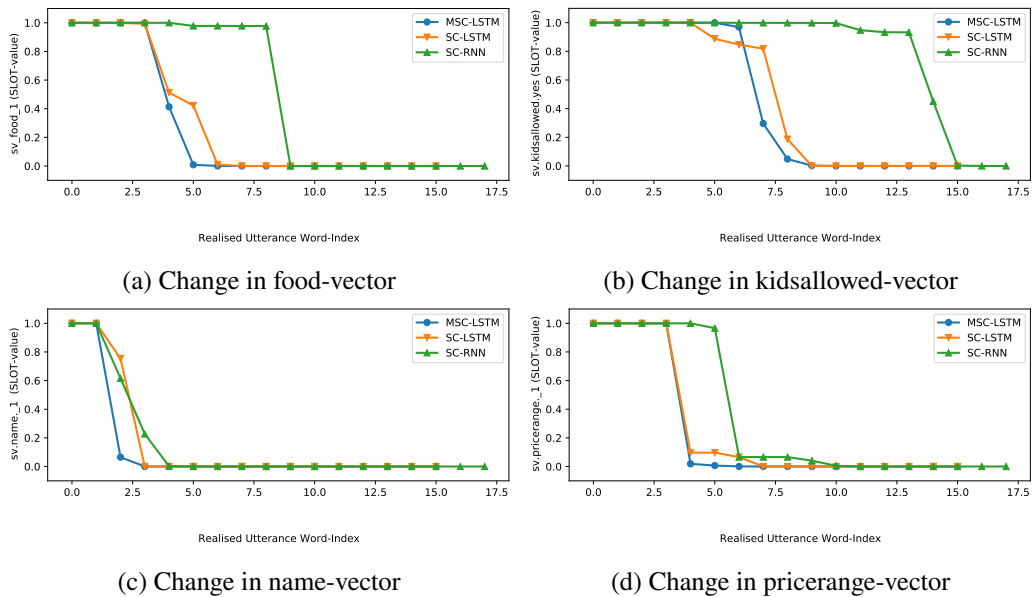 1.0
0.8
0.6
0.4
0.2
0.0
sv_food_1 (SLOT-value)
MSC-LSTM
SC-LSTM
SC-RNN
0.0 2.5 5.0 7.5 10.0 12.5 15.0 17.5
Realised Utterance Word-Index
(a) Change in food-vector
1.0
0.8
0.6
0.4
0.2
0.0
sv.kidsallowed.yes (SLOT-value)
MSC-LSTM
SC-LSTM
SC-RNN
0.0 2.5 5.0 7.5 10.0 12.5 15.0 17.5
Realised Utterance Word-Index
(b) Change in kidsallowed-vector
1.0
0.8
0.6
0.4
0.2
0.0
sv.name._1 (SLOT-value)
MSC-LSTM
SC-LSTM
SC-RNN
0.0 2.5 5.0 7.5 10.0 12.5 15.0 17.5
Realised Utterance Word-Index
(c) Change in name-vector
1.0
0.8
0.6
0.4
0.2
0.0
sv.pricerange._1 (SLOT-value)
MSC-LSTM
SC-LSTM
SC-RNN
0.0 2.5 5.0 7.5 10.0 12.5 15.0 17.5
Realised Utterance Word-Index
(d) Change in pricerange-vector